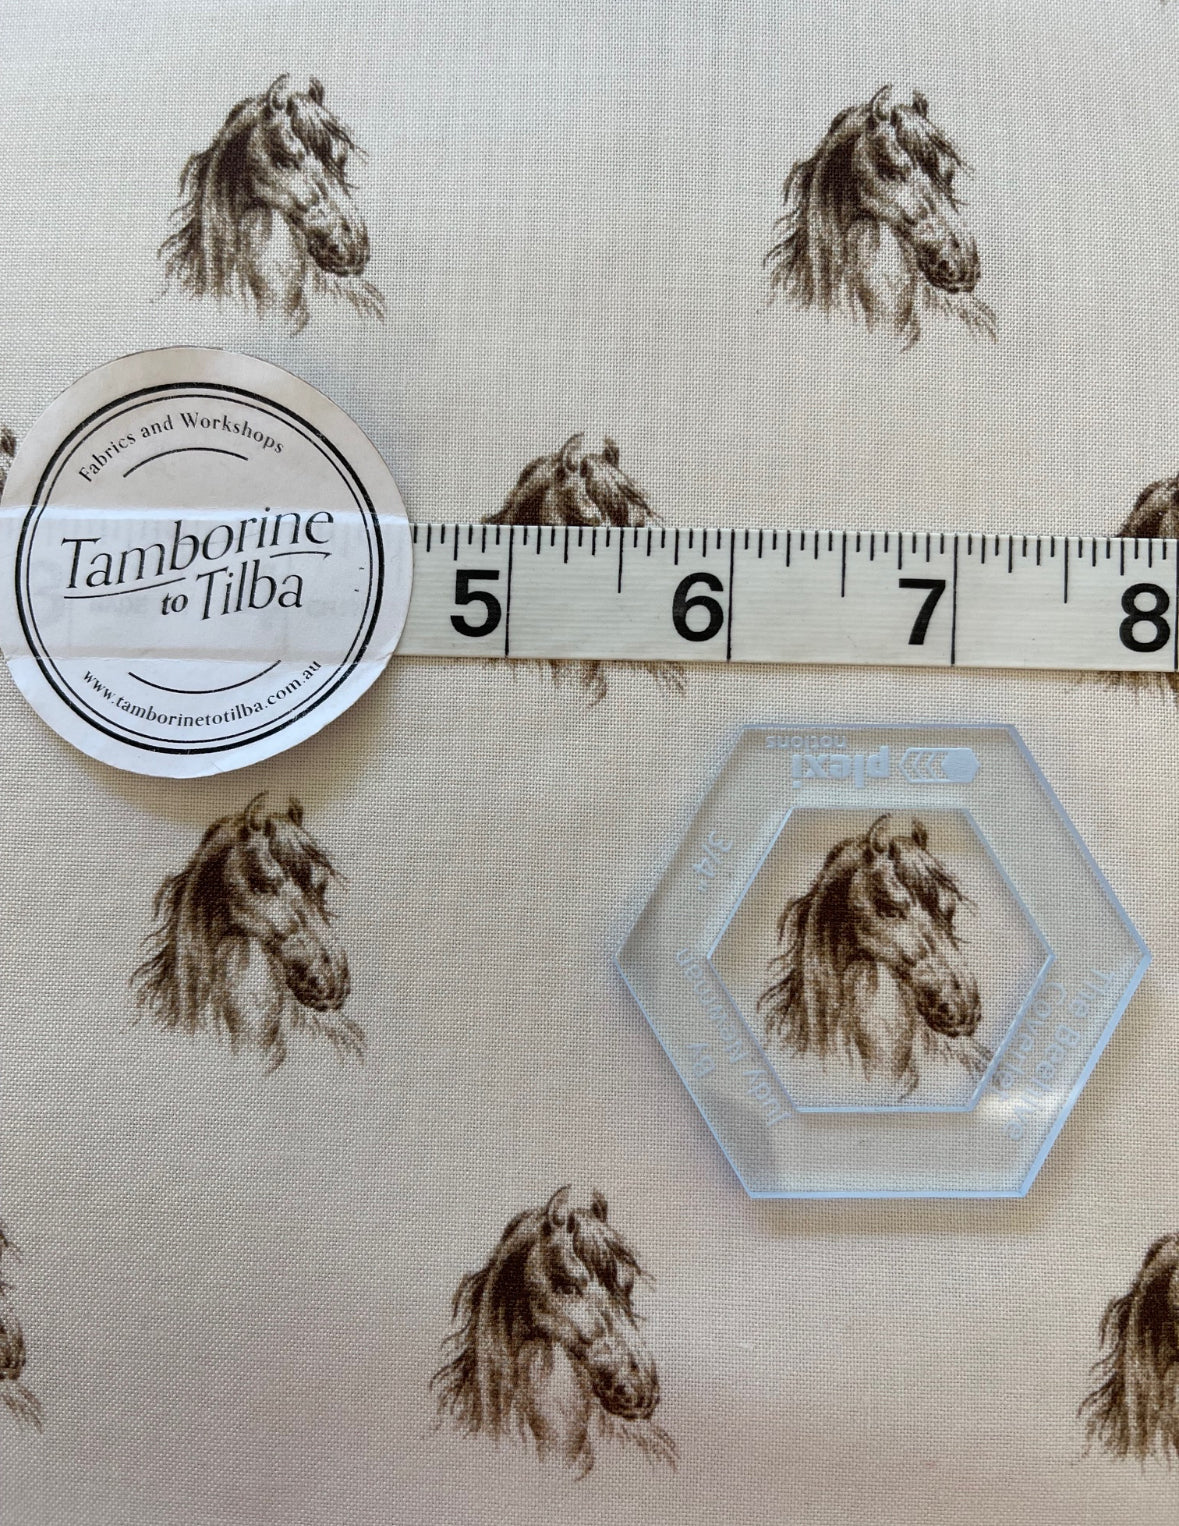 Fabrics and Workshops
Tamborine
to Tilba
www.tamborinetotilba.com.au
5 6 7 8
plexi
notions
3/4"
by
Judy Newman
The Beehive
Coverlet